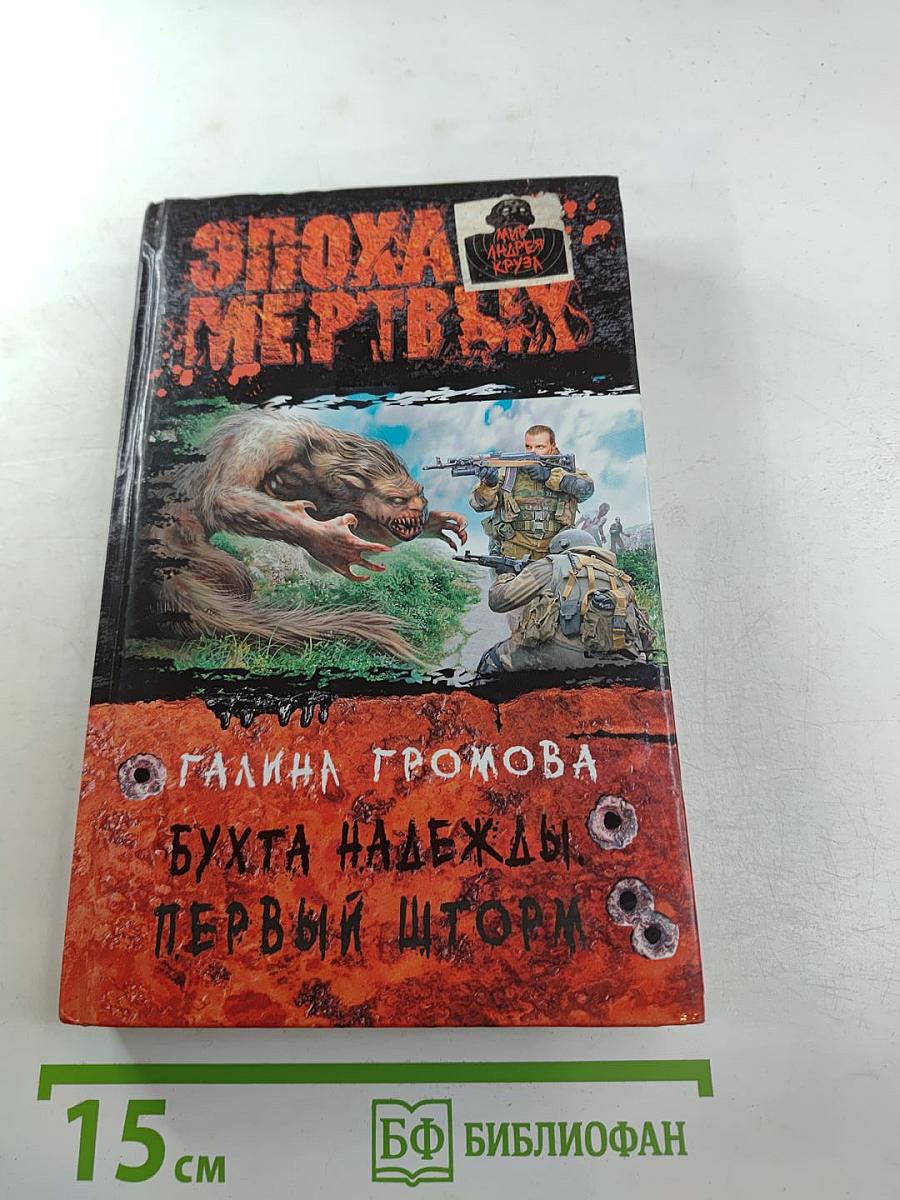 ЭПОХА
МЕРТВЫХ
МИР
АНДРЕЯ
КРУЗА
ГАЛИНА ГРОМОВА
БУХТА НАДЕЖДЫ.
ПЕРВЫЙ ШТОРМ
15 СМ
БФ БИБЛИОФАН